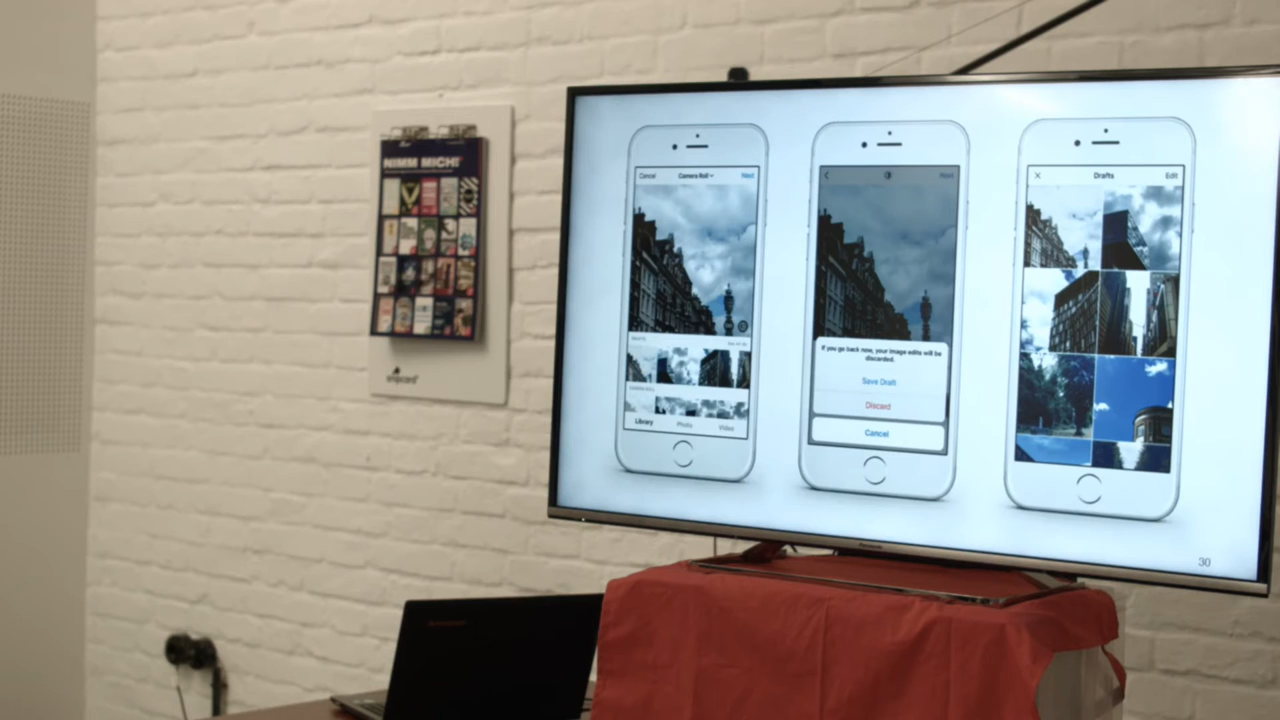 NIMM MICH!
Cancel
Camera Roll
Next
Library
Photo
Video
If you go back now, your image edits will be
discarded.
Save Draft
Discard
Cancel
Drafts
Edit
Panasonic
30